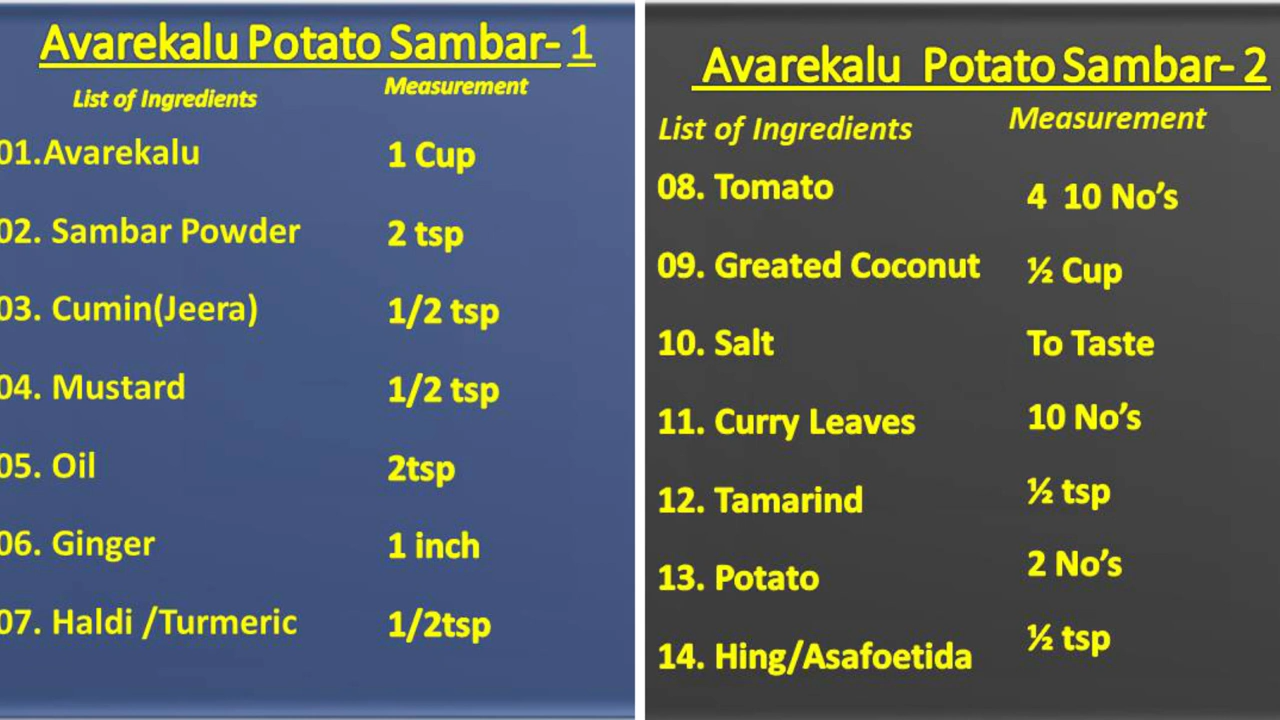 Avarekalu Potato Sambar- 1
List of Ingredients Measurement
01.Avarekalu 1 Cup
02. Sambar Powder 2 tsp
03. Cumin(Jeera) 1/2 tsp
04. Mustard 1/2 tsp
05. Oil 2tsp
06. Ginger 1 inch
07. Haldi /Turmeric 1/2tsp
Avarekalu Potato Sambar- 2
List of Ingredients Measurement
08. Tomato 4 10 No's
09. Greated Coconut ½ Cup
10. Salt To Taste
11. Curry Leaves 10 No's
12. Tamarind ½ tsp
13. Potato 2 No's
14. Hing/Asafoetida ½ tsp